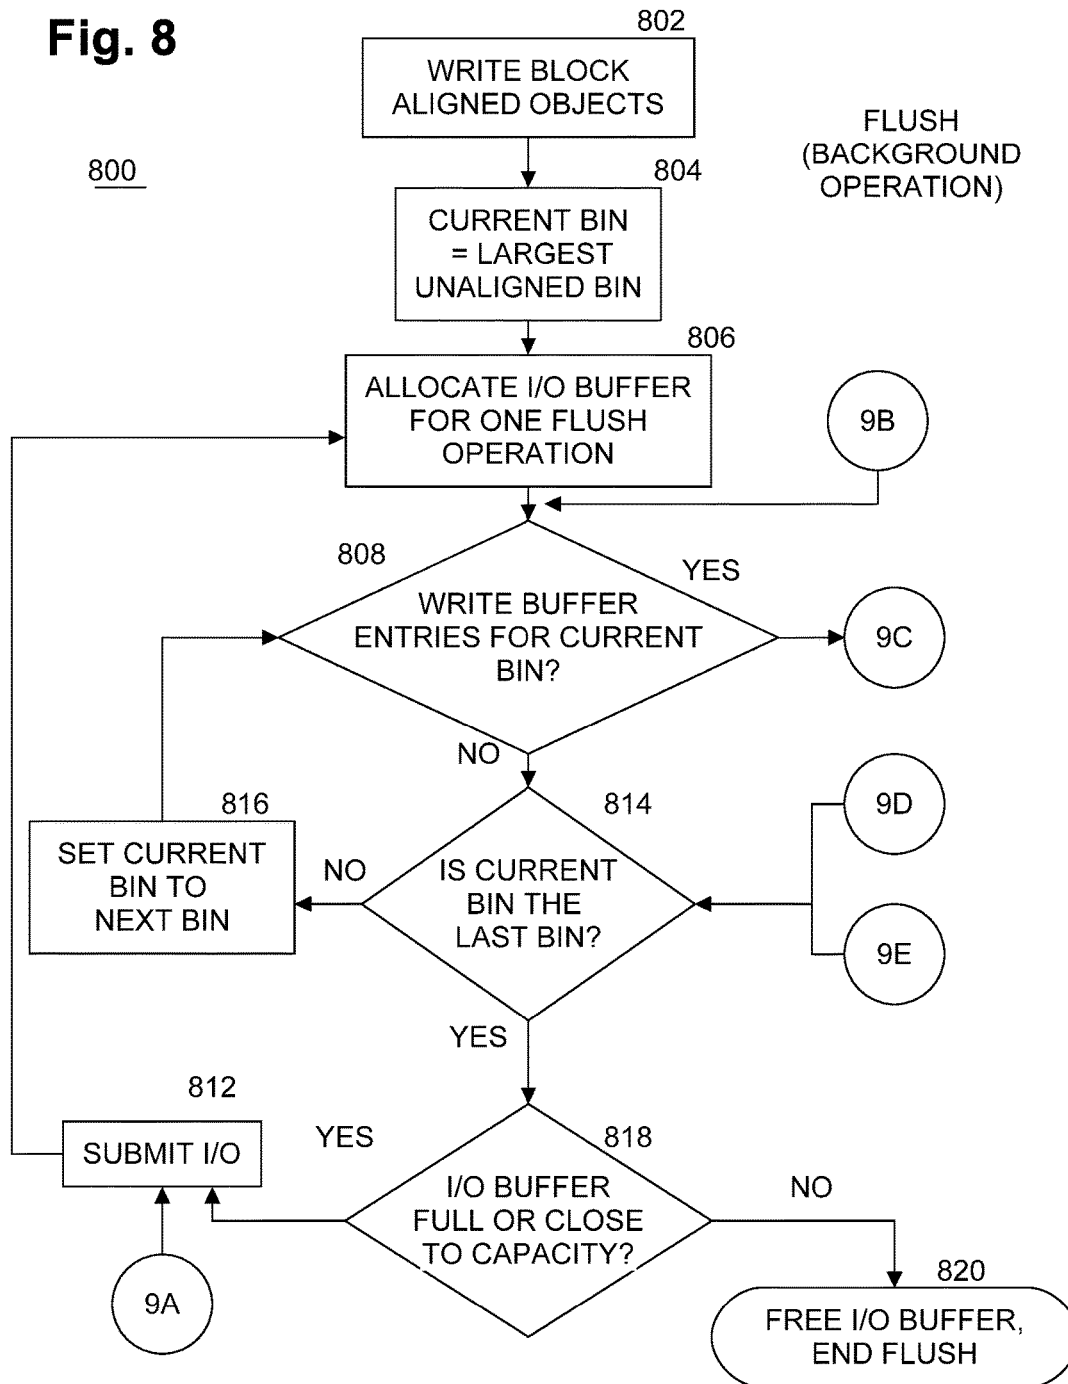 Fig. 8
802
WRITE BLOCK
ALIGNED OBJECTS
FLUSH
(BACKGROUND
OPERATION)
800
804
CURRENT BIN
= LARGEST
UNALIGNED BIN
806
ALLOCATE I/O BUFFER
FOR ONE FLUSH
OPERATION
9B
808
YES
WRITE BUFFER
ENTRIES FOR CURRENT
BIN?
9C
NO
816
814
9D
SET CURRENT
BIN TO
NEXT BIN
NO
IS CURRENT
BIN THE
LAST BIN?
9E
YES
812
SUBMIT I/O
YES
818
I/O BUFFER
FULL OR CLOSE
TO CAPACITY?
NO
9A
820
FREE I/O BUFFER,
END FLUSH